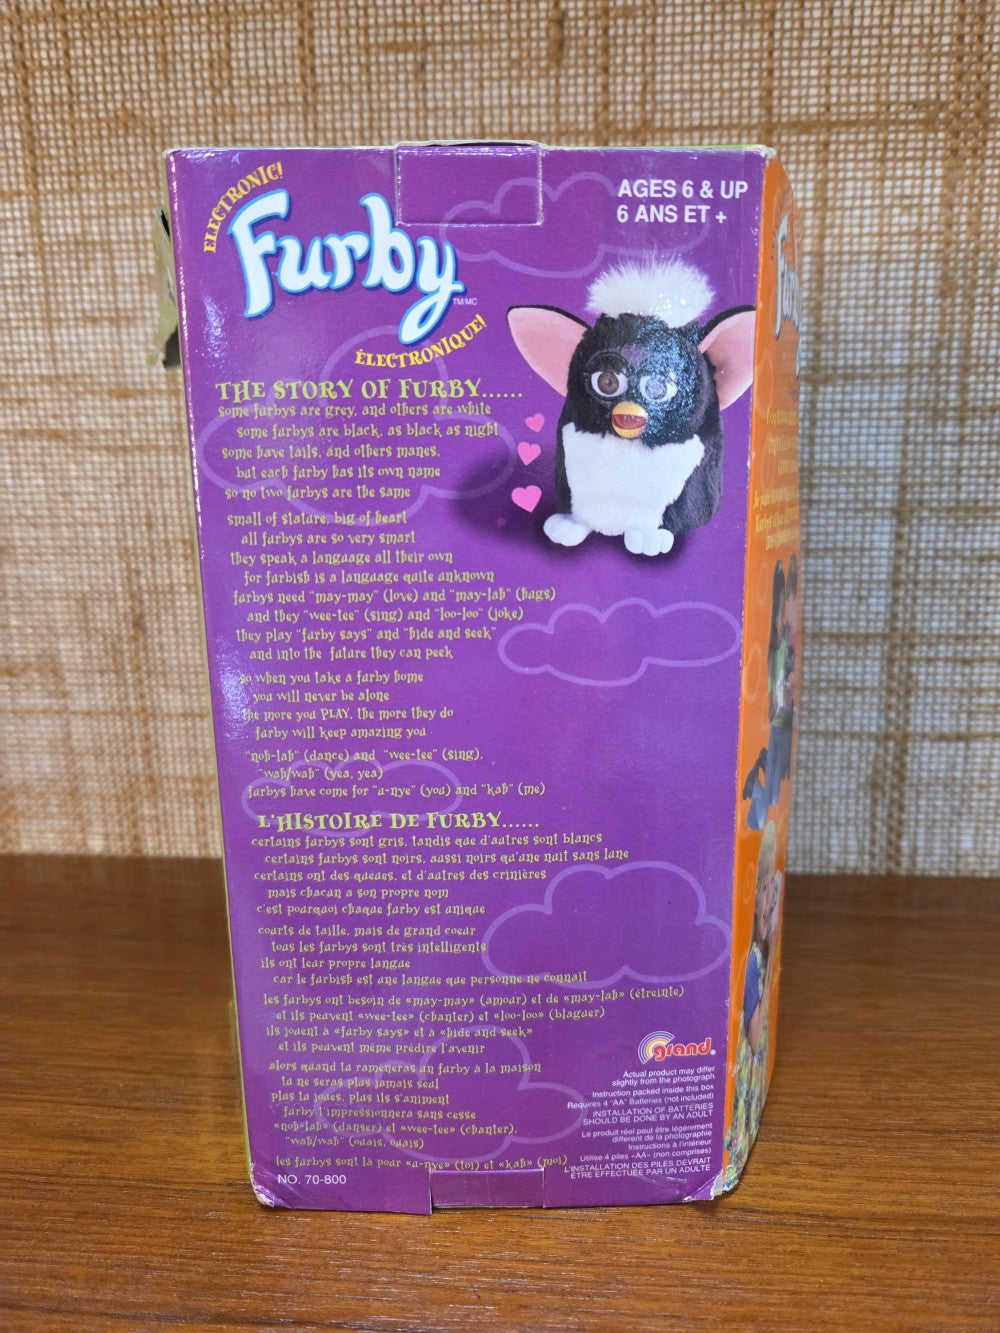 ELECTRONIC!
Furby
TM/MC
ÉLECTRONIQUE!
AGES 6 & UP
6 ANS ET +
THE STORY OF FURBY......
some furbys are grey, and others are white
some furbys are black, as black as night
some have tails, and others manes,
but each furby has its own name
so no two furbys are the same
small of stature, big of heart
all furbys are so very smart
they speak a language all their own
for furbish is a language quite unknown
furbys need "may-may" (love) and "may-lah" (hugs)
and they "wee-tee" (sing) and "loo-loo" (joke)
they play "furby says" and "hide and seek"
and into the future they can peek
so when you take a furby home
you will never be alone
the more you PLAY, the more they do
furby will keep amazing you
"noh-lah" (dance) and "wee-tee" (sing),
"wah/wah" (yea, yea)
furbys have come for "u-nye" (you) and "kah" (me)
L'HISTOIRE DE FURBY......
certains furbys sont gris, tandis que d'autres sont blancs
certains furbys sont noirs, aussi noirs qu'une nuit sans lune
certains ont des queues, et d'autres des crinières
mais chacun a son propre nom
c'est pourquoi chaque furby est unique
courts de taille, mais de grand coeur
tous les furbys sont très intelligents
ils ont leur propre langue
car le furbish est une langue que personne ne connaît
les furbys ont besoin de «may-may» (amour) et de «may-lah» (étreinte)
et ils peuvent «wee-tee» (chanter) et «loo-loo» (blaguer)
ils jouent à «furby says» et à «hide and seek»
et ils peuvent même prédire l'avenir
alors quand tu ramèneras un furby à la maison
tu ne seras plus jamais seul
plus tu joues, plus ils s'animent
furby t'impressionnera sans cesse
«noh-lah» (danser) et «wee-tee» (chanter),
"wah/wah" (ouais, ouais)
les furbys sont là pour «u-nye» (toi) et «kah» (moi)
NO. 70-800
grand®
Actual product may differ
slightly from the photograph
Instruction packed inside this box
Requires 4 "AA" Batteries (not included)
INSTALLATION OF BATTERIES
SHOULD BE DONE BY AN ADULT
Le produit réel peut être légèrement
différent de la photographie
Instructions à l'intérieur
Utilise 4 piles «AA» (non comprises)
L'INSTALLATION DES PILES DEVRAIT
ÊTRE EFFECTUÉE PAR UN ADULTE